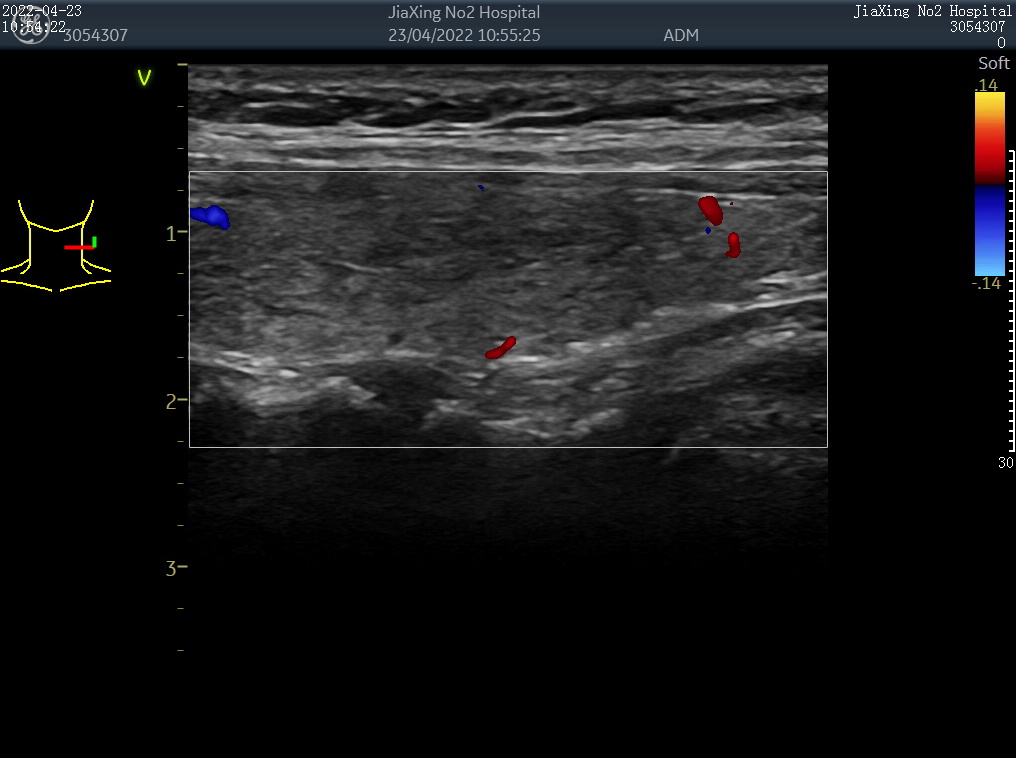 2022-04-23
10:54:22
3054307
JiaXing No2 Hospital
23/04/2022 10:55:25
ADM
JiaXing No2 Hospital
3054307
0
Soft
.14
-.14
30
V
1
2
3